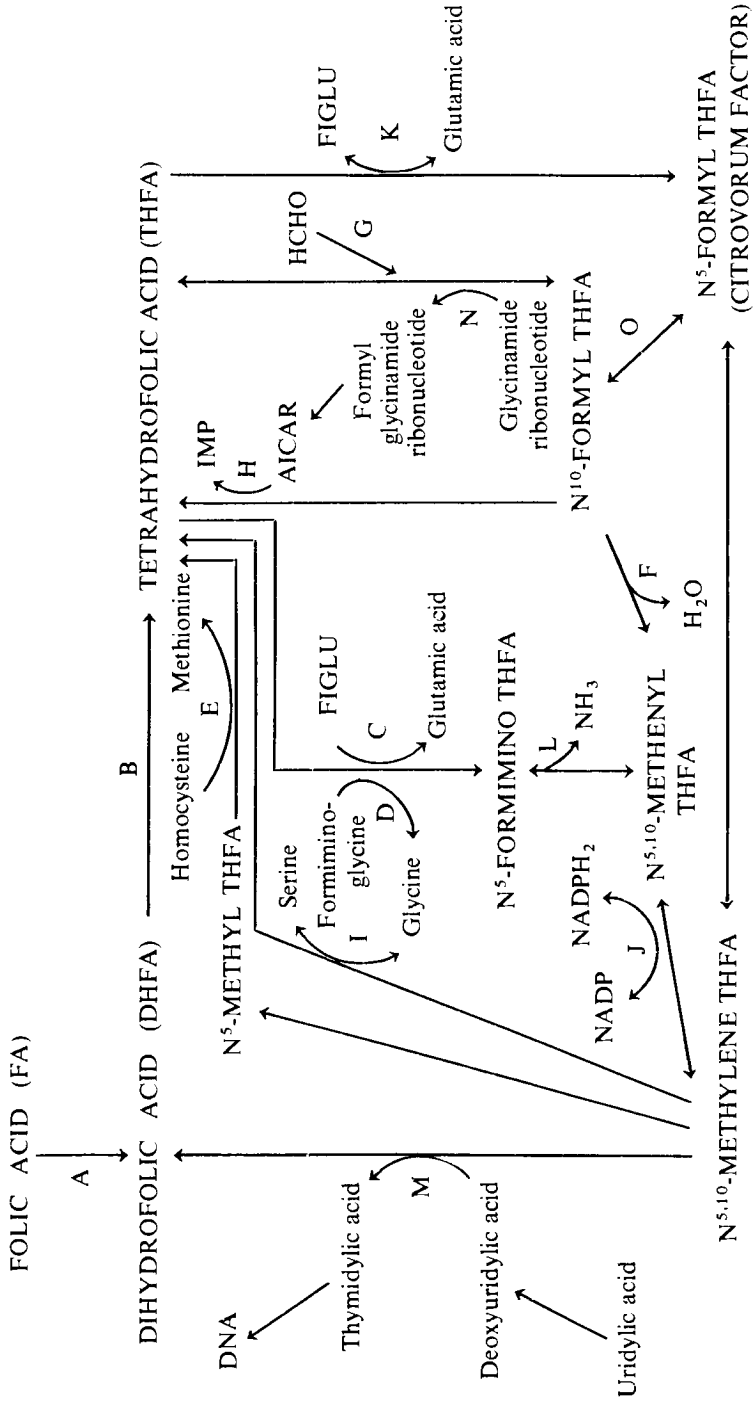 FOLIC ACID (FA)
A
DIHYDROFOLIC ACID (DHFA)
B
TETRAHYDROFOLIC ACID (THFA)
DNA
Thymidylic acid
M
Deoxyuridylic acid
Uridylic acid
N⁵-METHYL THFA
Homocysteine
Methionine
E
Serine
I
Glycine
Formimino-
glycine
D
FIGLU
C
Glutamic acid
N⁵-FORMIMINO THFA
L
NH₃
IMP
H
AICAR
Formyl
glycinamide
ribonucleotide
N
Glycinamide
ribonucleotide
HCHO
G
FIGLU
K
Glutamic acid
N¹⁰-FORMYL THFA
O
F
H₂O
NADP
J
NADPH₂
N⁵·¹⁰-METHENYL
THFA
N⁵·¹⁰-METHYLENE THFA
N⁵-FORMYL THFA
(CITROVORUM FACTOR)